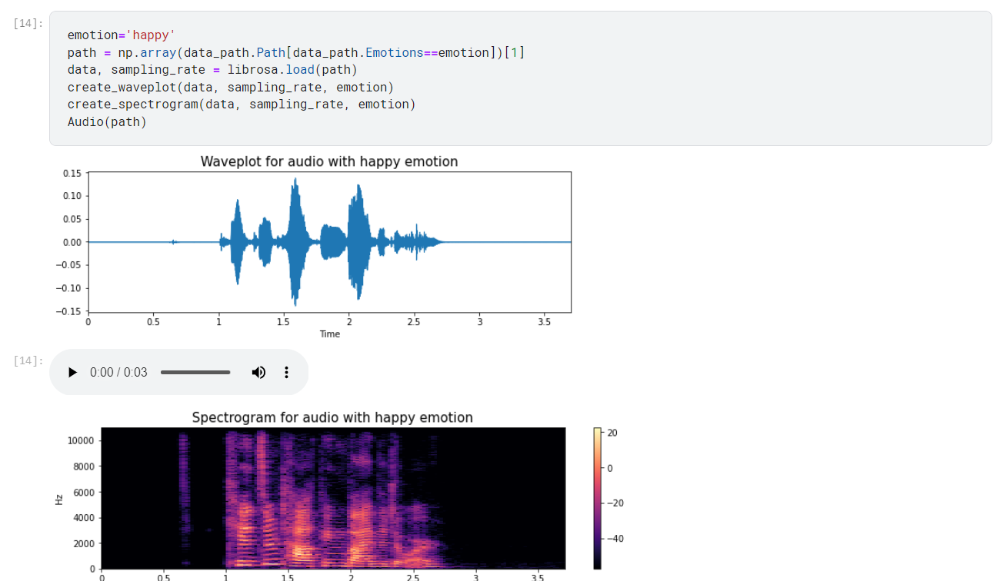 [14]:
emotion='happy'
path = np.array(data_path.Path[data_path.Emotions==emotion])[1]
data, sampling_rate = librosa.load(path)
create_waveplot(data, sampling_rate, emotion)
create_spectrogram(data, sampling_rate, emotion)
Audio(path)
Waveplot for audio with happy emotion
0.15
0.10
0.05
0.00
−0.05
−0.10
−0.15
0 0.5 1 1.5 2 2.5 3 3.5
Time
[14]:
0:00 / 0:03
Spectrogram for audio with happy emotion
10000
8000
6000
4000
2000
0
Hz
0 0.5 1 1.5 2 2.5 3 3.5
20
0
−20
−40